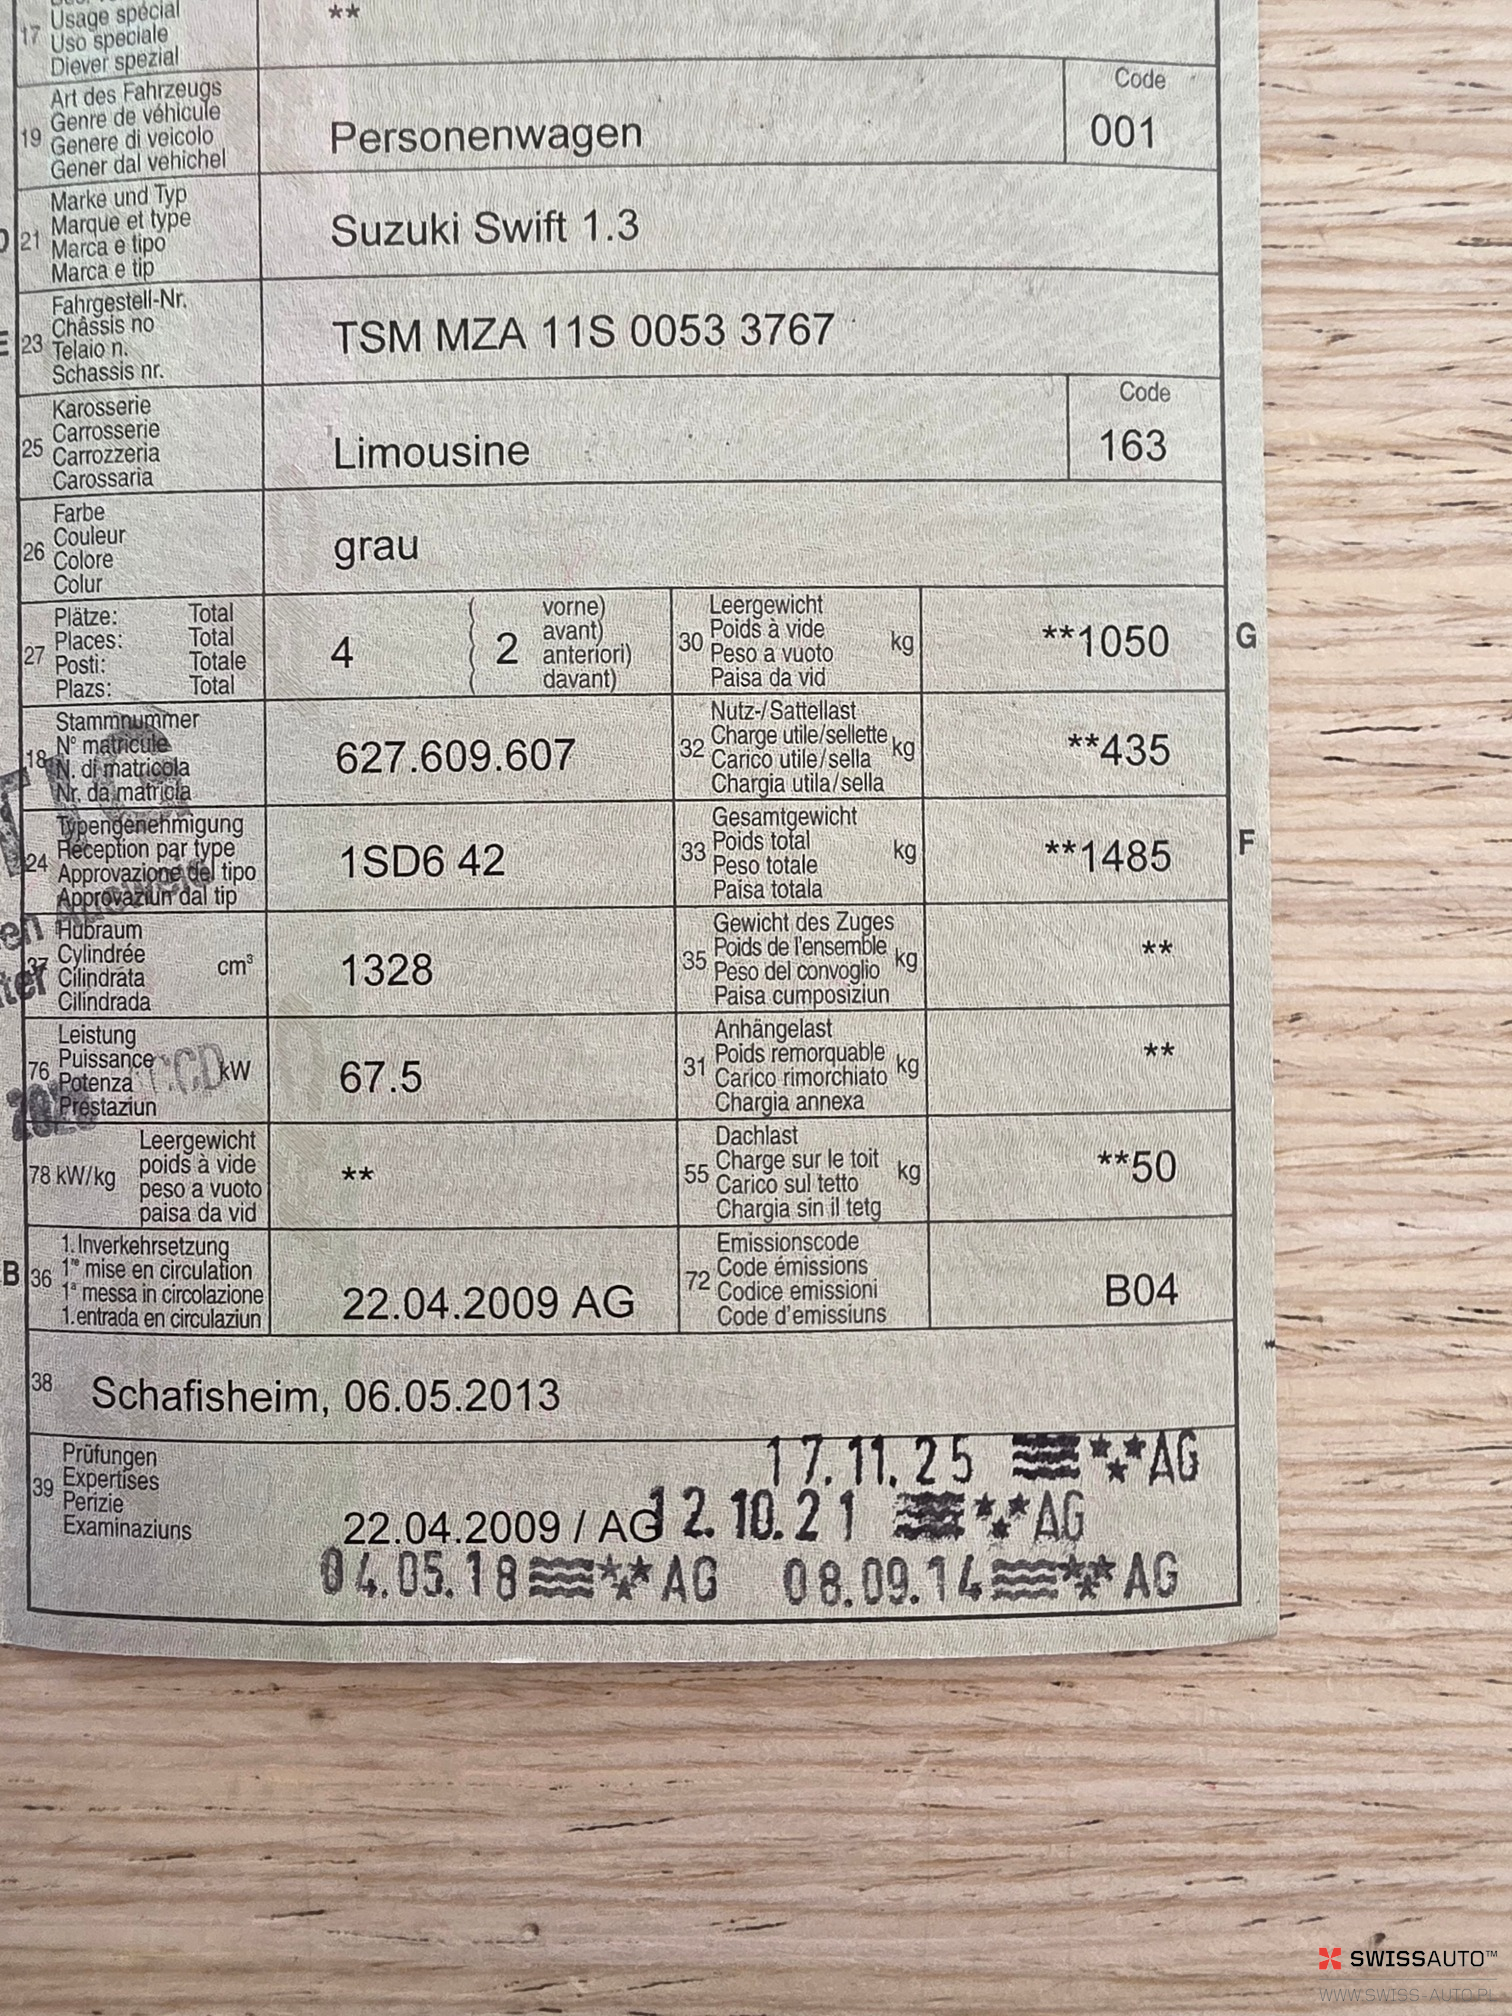 17 Usage spécial **
Uso speciale
Diever spezial
19 Art des Fahrzeugs
Genre de véhicule
Genere di veicolo
Gener dal vehichel
Personenwagen
Code
001
D 21 Marke und Typ
Marque et type
Marca e tipo
Marca e tip
Suzuki Swift 1.3
E 23 Fahrgestell-Nr.
Châssis no
Telaio n.
Schassis nr.
TSM MZA 11S 0053 3767
25 Karosserie
Carrosserie
Carrozzeria
Carossaria
Limousine
Code
163
26 Farbe
Couleur
Colore
Colur
grau
27 Plätze: Total
Places: Total
Posti: Totale
Plazs: Total
4 ( 2 vorne)
( avant)
( anteriori)
( davant)
30 Leergewicht
Poids à vide
Peso a vuoto
Paisa da vid
kg
**1050
G
18 Stammnummer
N° matricule
N. di matricola
Nr. da matricla
627.609.607
32 Nutz-/Sattellast
Charge utile/sellette
Carico utile/sella
Chargia utila/sella
kg
**435
24 Typengenehmigung
Réception par type
Approvazione del tipo
Approvaziun dal tip
1SD6 42
33 Gesamtgewicht
Poids total
Peso totale
Paisa totala
kg
**1485
F
37 Hubraum
Cylindrée
Cilindrata
Cilindrada
cm³
1328
35 Gewicht des Zuges
Poids de l'ensemble
Peso del convoglio
Paisa cumposiziun
kg
**
76 Leistung
Puissance
Potenza
Prestaziun
kW
67.5
31 Anhängelast
Poids remorquable
Carico rimorchiato
Chargia annexa
kg
**
78 kW/kg Leergewicht
poids à vide
peso a vuoto
paisa da vid
**
55 Dachlast
Charge sur le toit
Carico sul tetto
Chargia sin il tetg
kg
**50
B 36 1. Inverkehrsetzung
1re mise en circulation
1a messa in circolazione
1. entrada en circulaziun
22.04.2009 AG
72 Emissionscode
Code émissions
Codice emissioni
Code d'emissiuns
B04
38 Schafisheim, 06.05.2013
39 Prüfungen
Expertises
Perizie
Examinaziuns
17.11.25 AG
22.04.2009 / AG 12.10.21 AG
04.05.18 AG 08.09.14 AG
SWISSAUTO™
WWW.SWISS-AUTO.PL